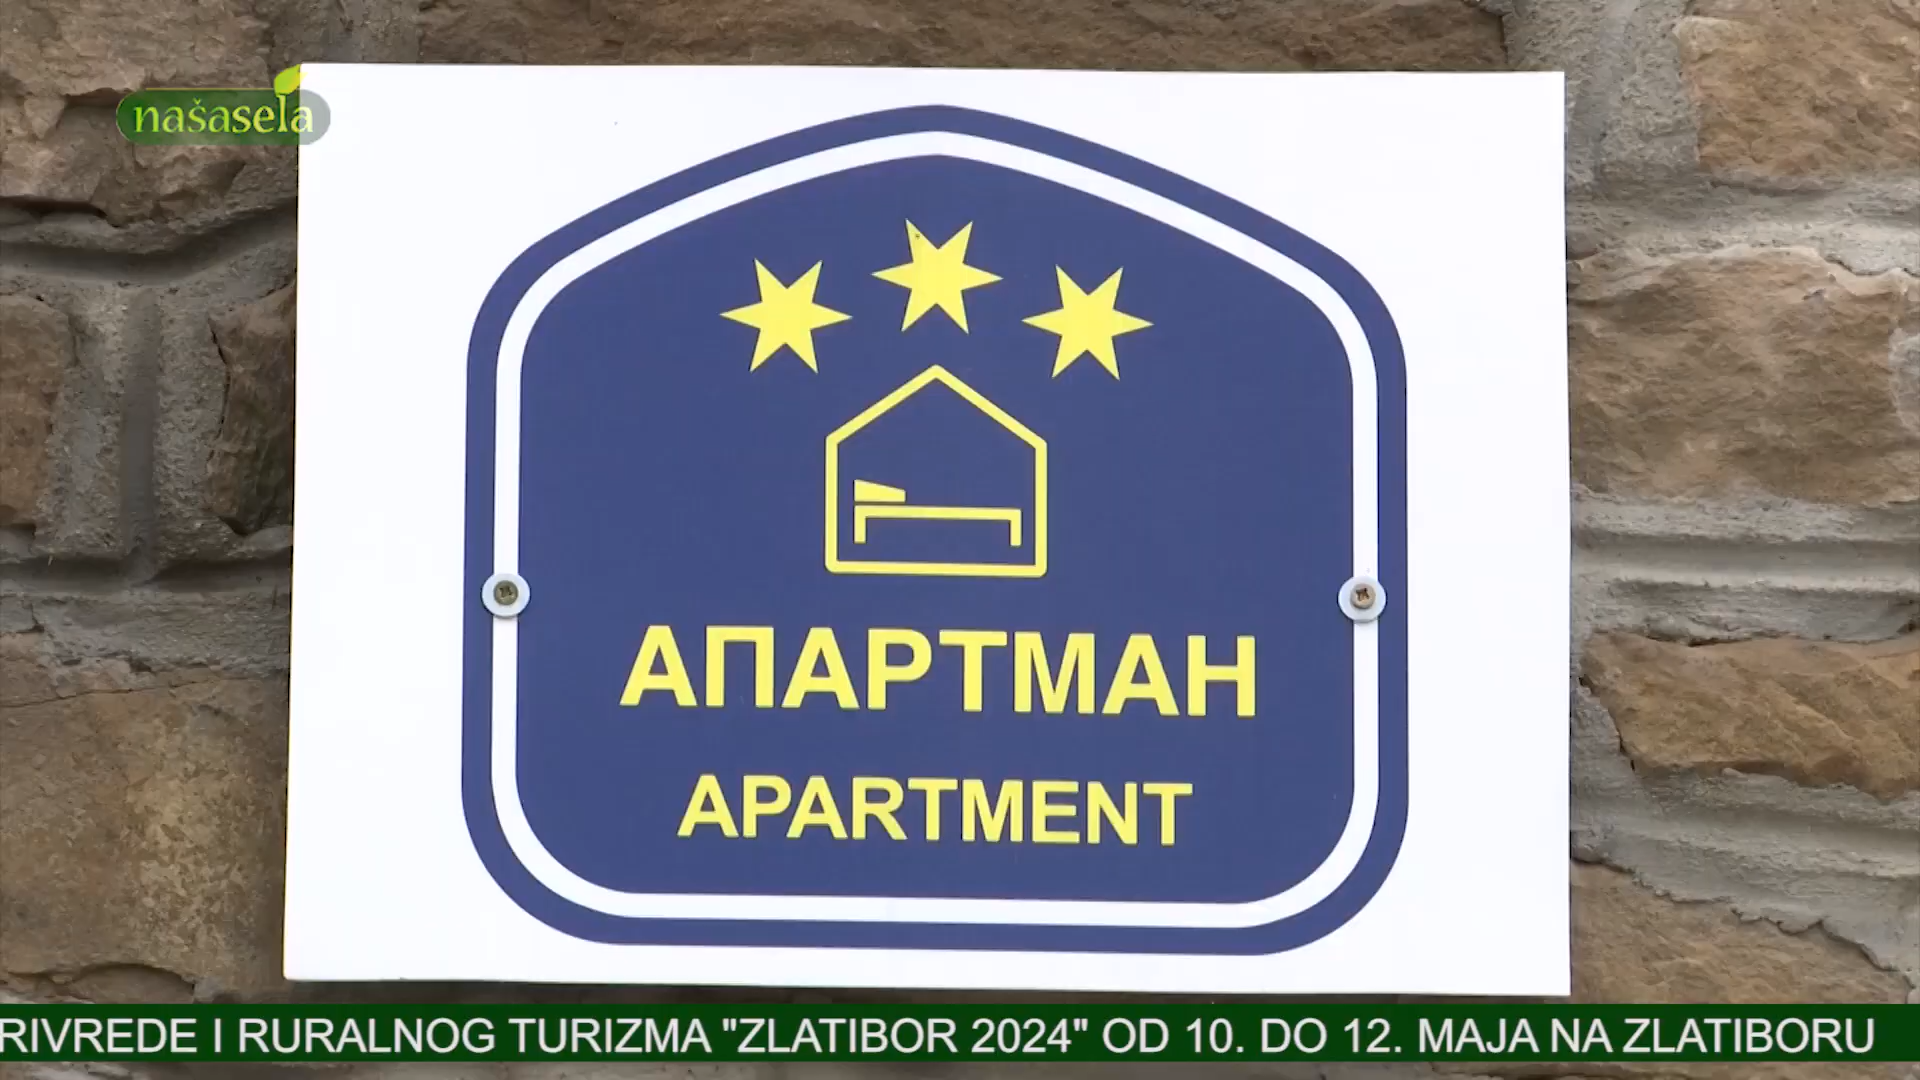 našasela
АПАРТМАН
APARTMENT
RIVREDE I RURALNOG TURIZMA "ZLATIBOR 2024" OD 10. DO 12. MAJA NA ZLATIBORU